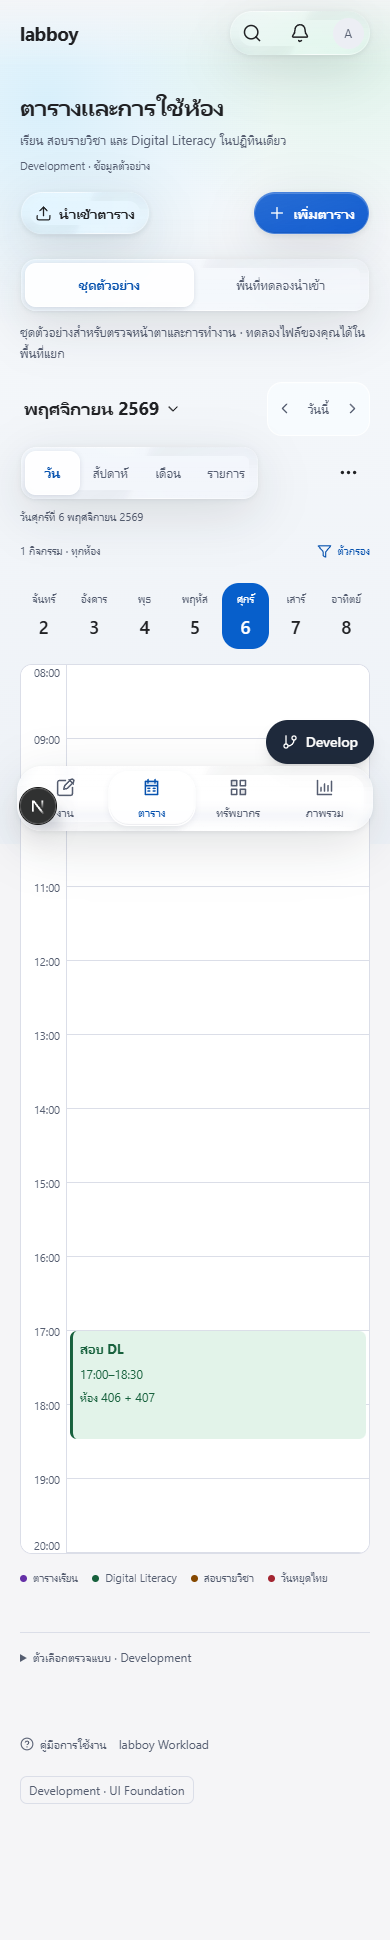 labboy
A
ตารางและการใช้ห้อง
เรียน สอบรายวิชา และ Digital Literacy ในปฏิทินเดียว
Development · ข้อมูลตัวอย่าง
นำเข้าตาราง
เพิ่มตาราง
ชุดตัวอย่าง
พื้นที่ทดลองนำเข้า
ชุดตัวอย่างสำหรับตรวจหน้าตาและการทำงาน · ทดลองไฟล์ของคุณได้ใน
พื้นที่แยก
พฤศจิกายน 2569
วันนี้
วัน สัปดาห์ เดือน รายการ
วันศุกร์ที่ 6 พฤศจิกายน 2569
1 กิจกรรม · ทุกห้อง
ตัวกรอง
จันทร์ อังคาร พุธ พฤหัส ศุกร์ เสาร์ อาทิตย์
2 3 4 5 6 7 8
08:00
09:00
Develop
N
งาน ตาราง ทรัพยากร ภาพรวม
11:00
12:00
13:00
14:00
15:00
16:00
17:00
สอบ DL
17:00–18:30
ห้อง 406 + 407
18:00
19:00
20:00
ตารางเรียน Digital Literacy สอบรายวิชา วันหยุดไทย
ตัวเลือกตรวจแบบ · Development
คู่มือการใช้งาน labboy Workload
Development · UI Foundation